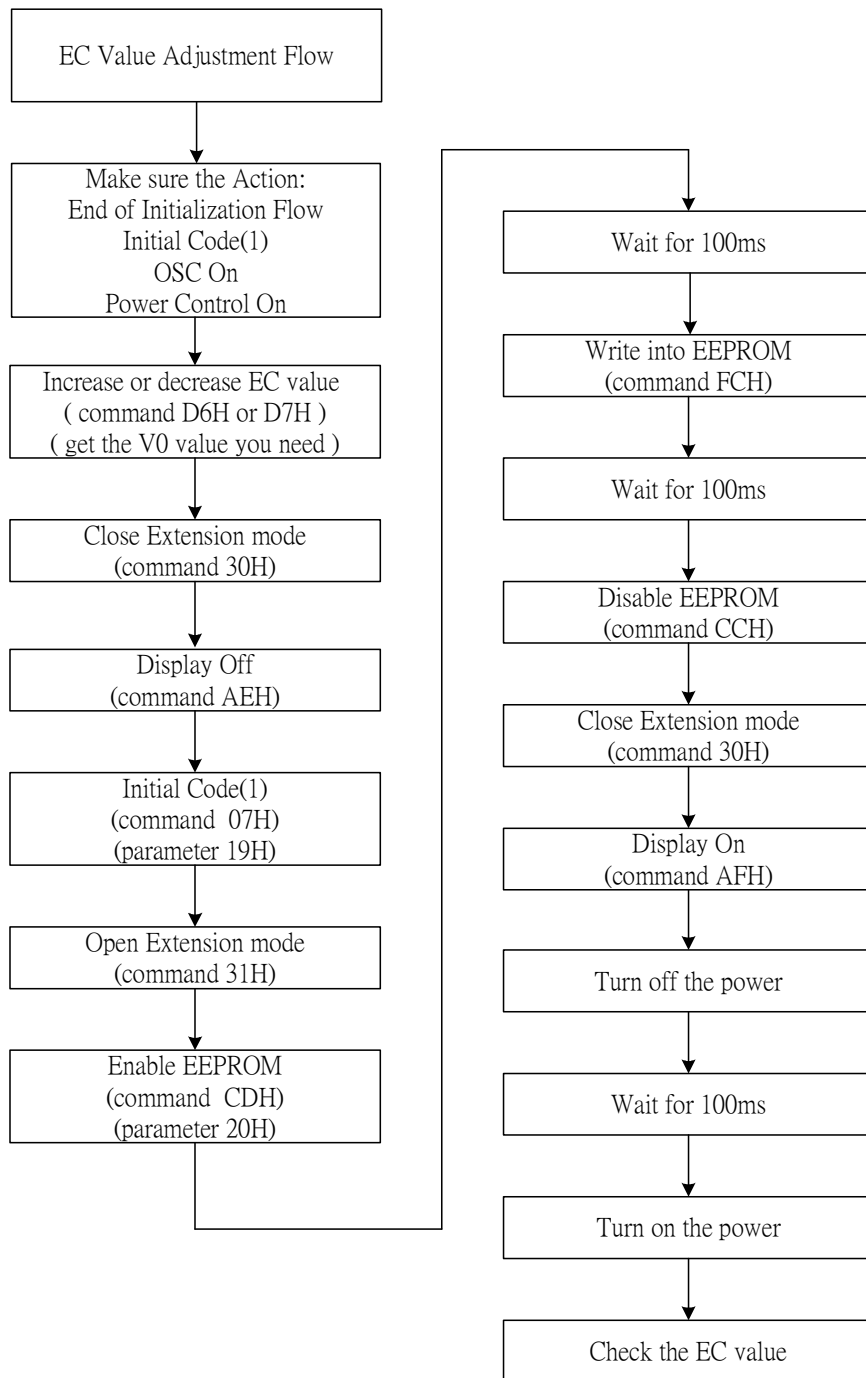 EC Value Adjustment Flow
Make sure the Action:
End of Initialization Flow
Initial Code(1)
OSC On
Power Control On
Increase or decrease EC value
( command D6H or D7H )
( get the V0 value you need )
Close Extension mode
(command 30H)
Display Off
(command AEH)
Initial Code(1)
(command 07H)
(parameter 19H)
Open Extension mode
(command 31H)
Enable EEPROM
(command CDH)
(parameter 20H)
Wait for 100ms
Write into EEPROM
(command FCH)
Wait for 100ms
Disable EEPROM
(command CCH)
Close Extension mode
(command 30H)
Display On
(command AFH)
Turn off the power
Wait for 100ms
Turn on the power
Check the EC value